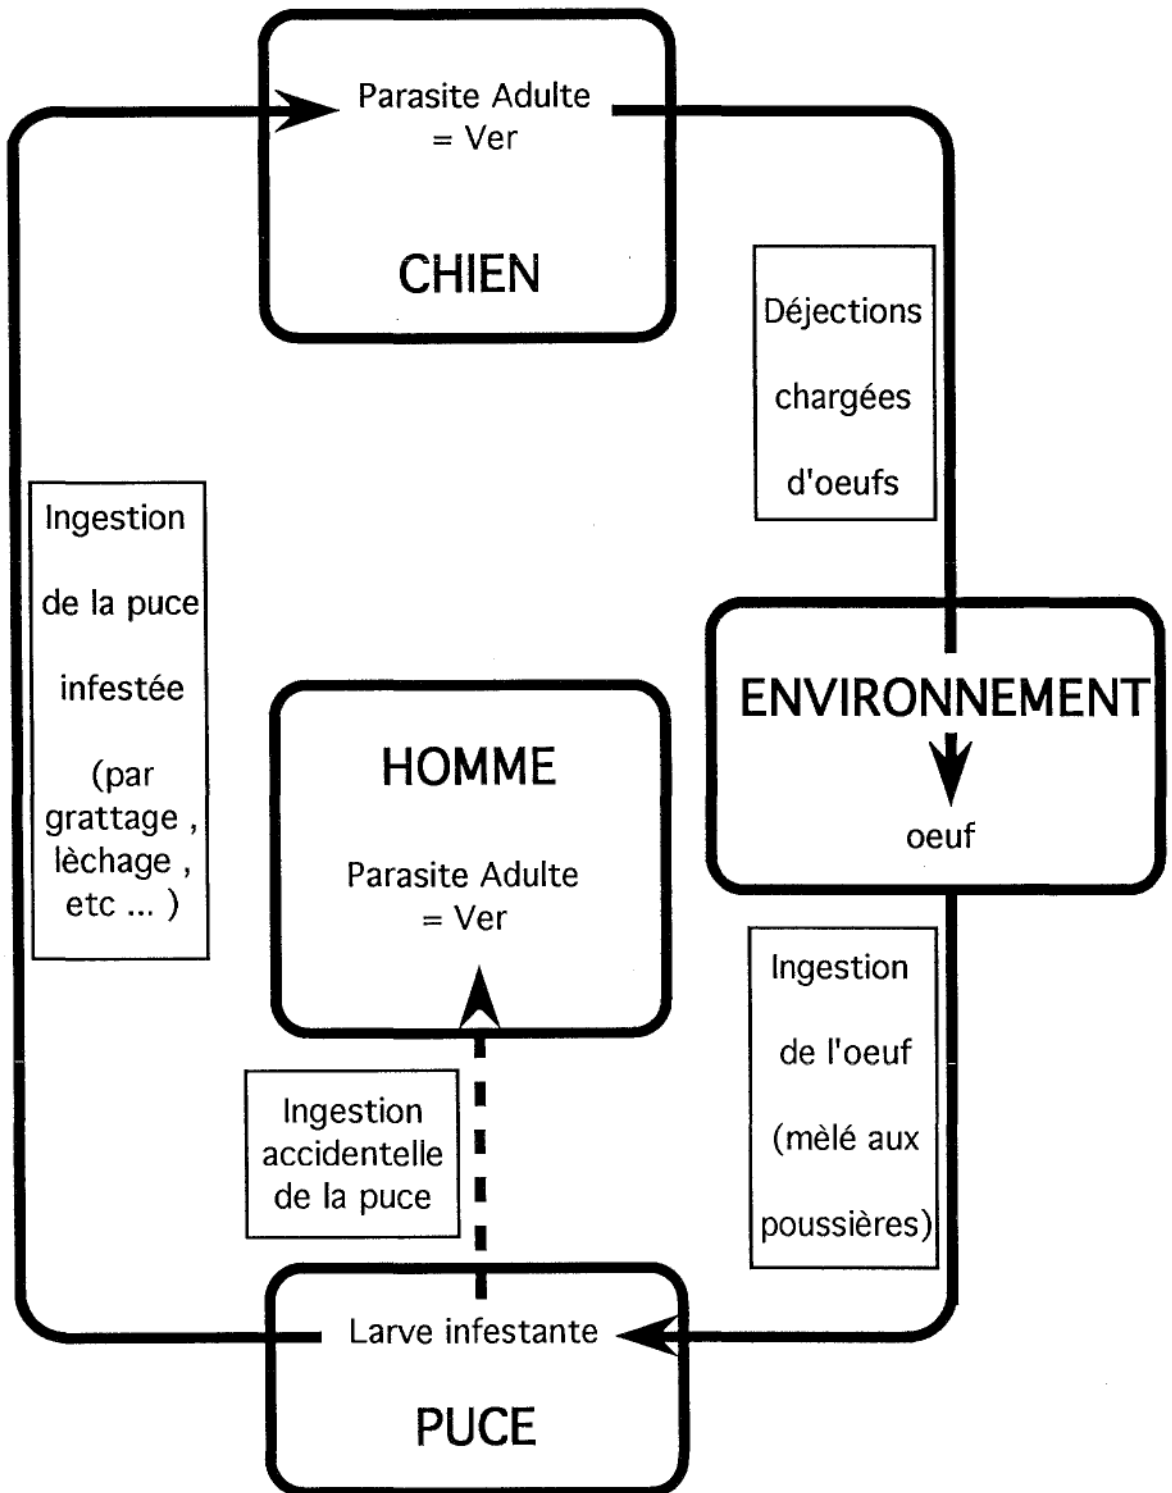 Parasite Adulte
= Ver
CHIEN
Déjections
chargées
d'oeufs
Ingestion
de la puce
infestée
(par
grattage ,
lèchage ,
etc ... )
ENVIRONNEMENT
oeuf
HOMME
Parasite Adulte
= Ver
Ingestion
de l'oeuf
(mèlé aux
poussières)
Ingestion
accidentelle
de la puce
Larve infestante
PUCE